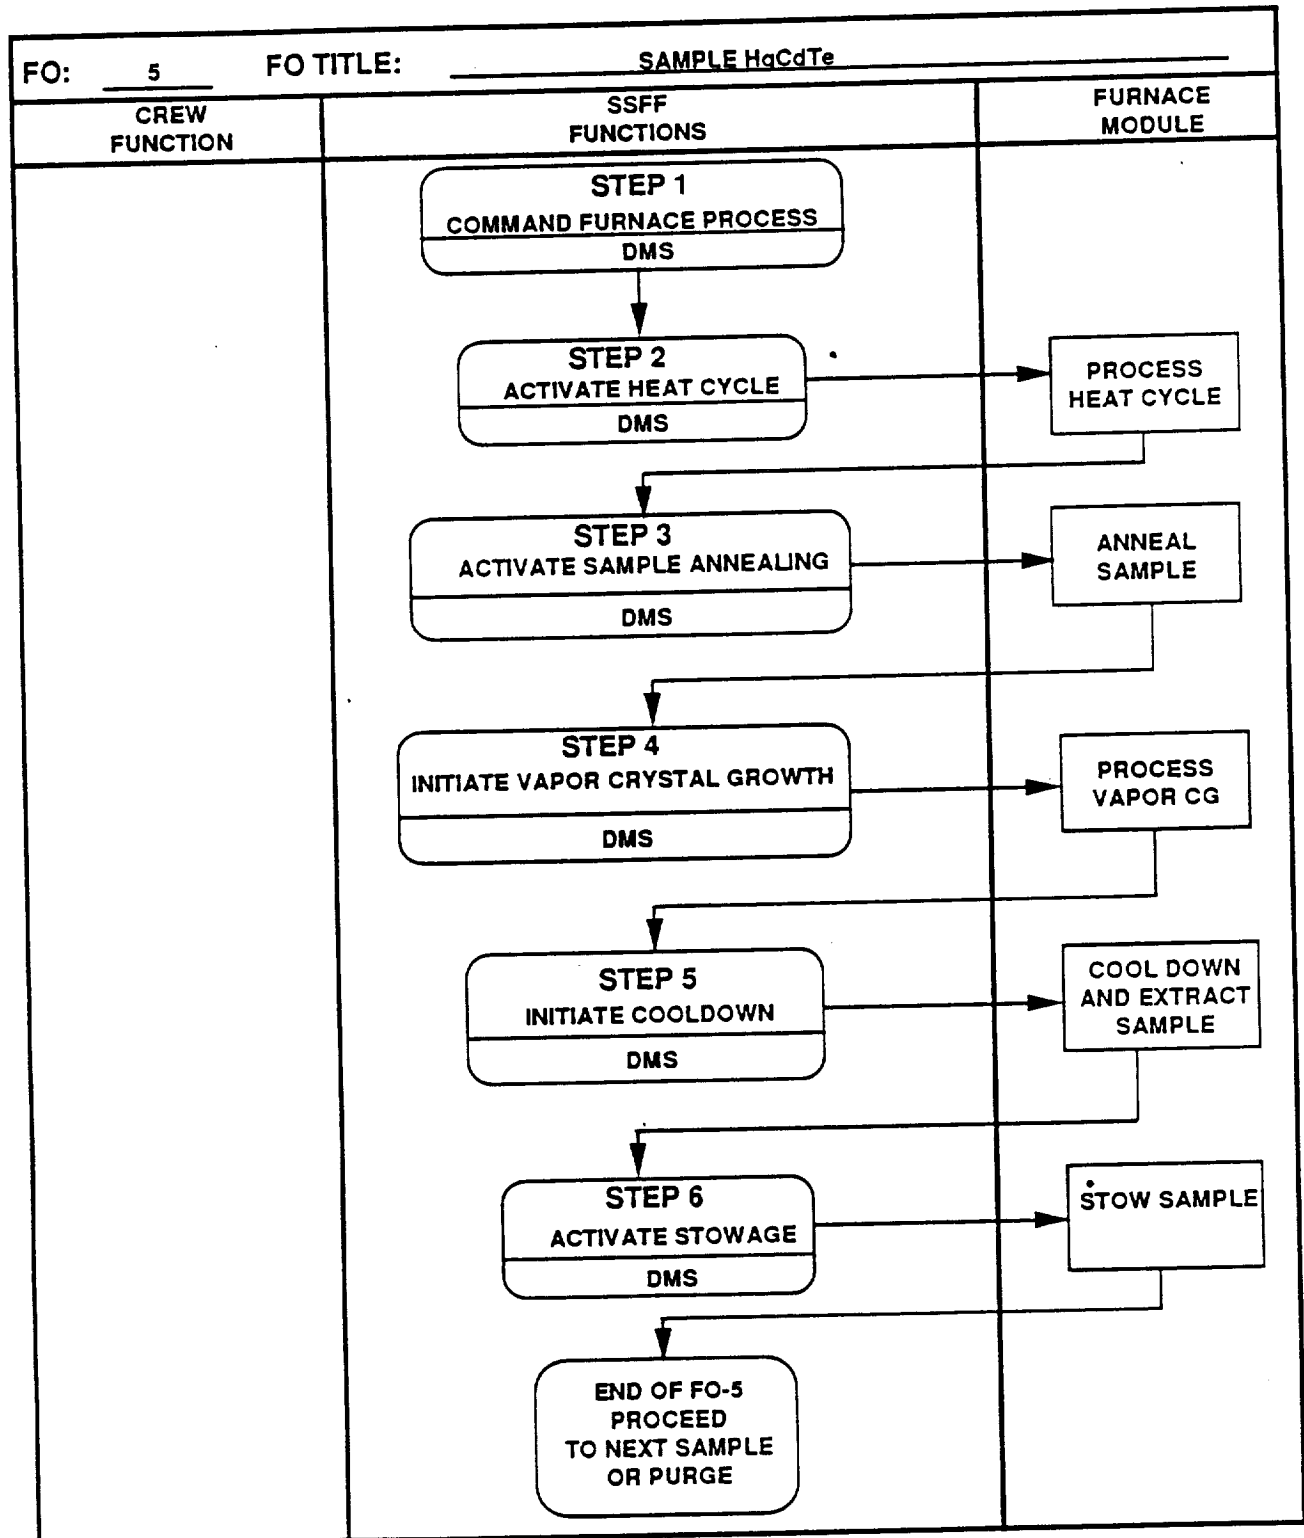 FO: 5 FO TITLE: SAMPLE HgCdTe
CREW
FUNCTION
SSFF
FUNCTIONS
FURNACE
MODULE
STEP 1
COMMAND FURNACE PROCESS
DMS
STEP 2
ACTIVATE HEAT CYCLE
DMS
PROCESS
HEAT CYCLE
STEP 3
ACTIVATE SAMPLE ANNEALING
DMS
ANNEAL
SAMPLE
STEP 4
INITIATE VAPOR CRYSTAL GROWTH
DMS
PROCESS
VAPOR CG
STEP 5
INITIATE COOLDOWN
DMS
COOL DOWN
AND EXTRACT
SAMPLE
STEP 6
ACTIVATE STOWAGE
DMS
STOW SAMPLE
END OF FO-5
PROCEED
TO NEXT SAMPLE
OR PURGE